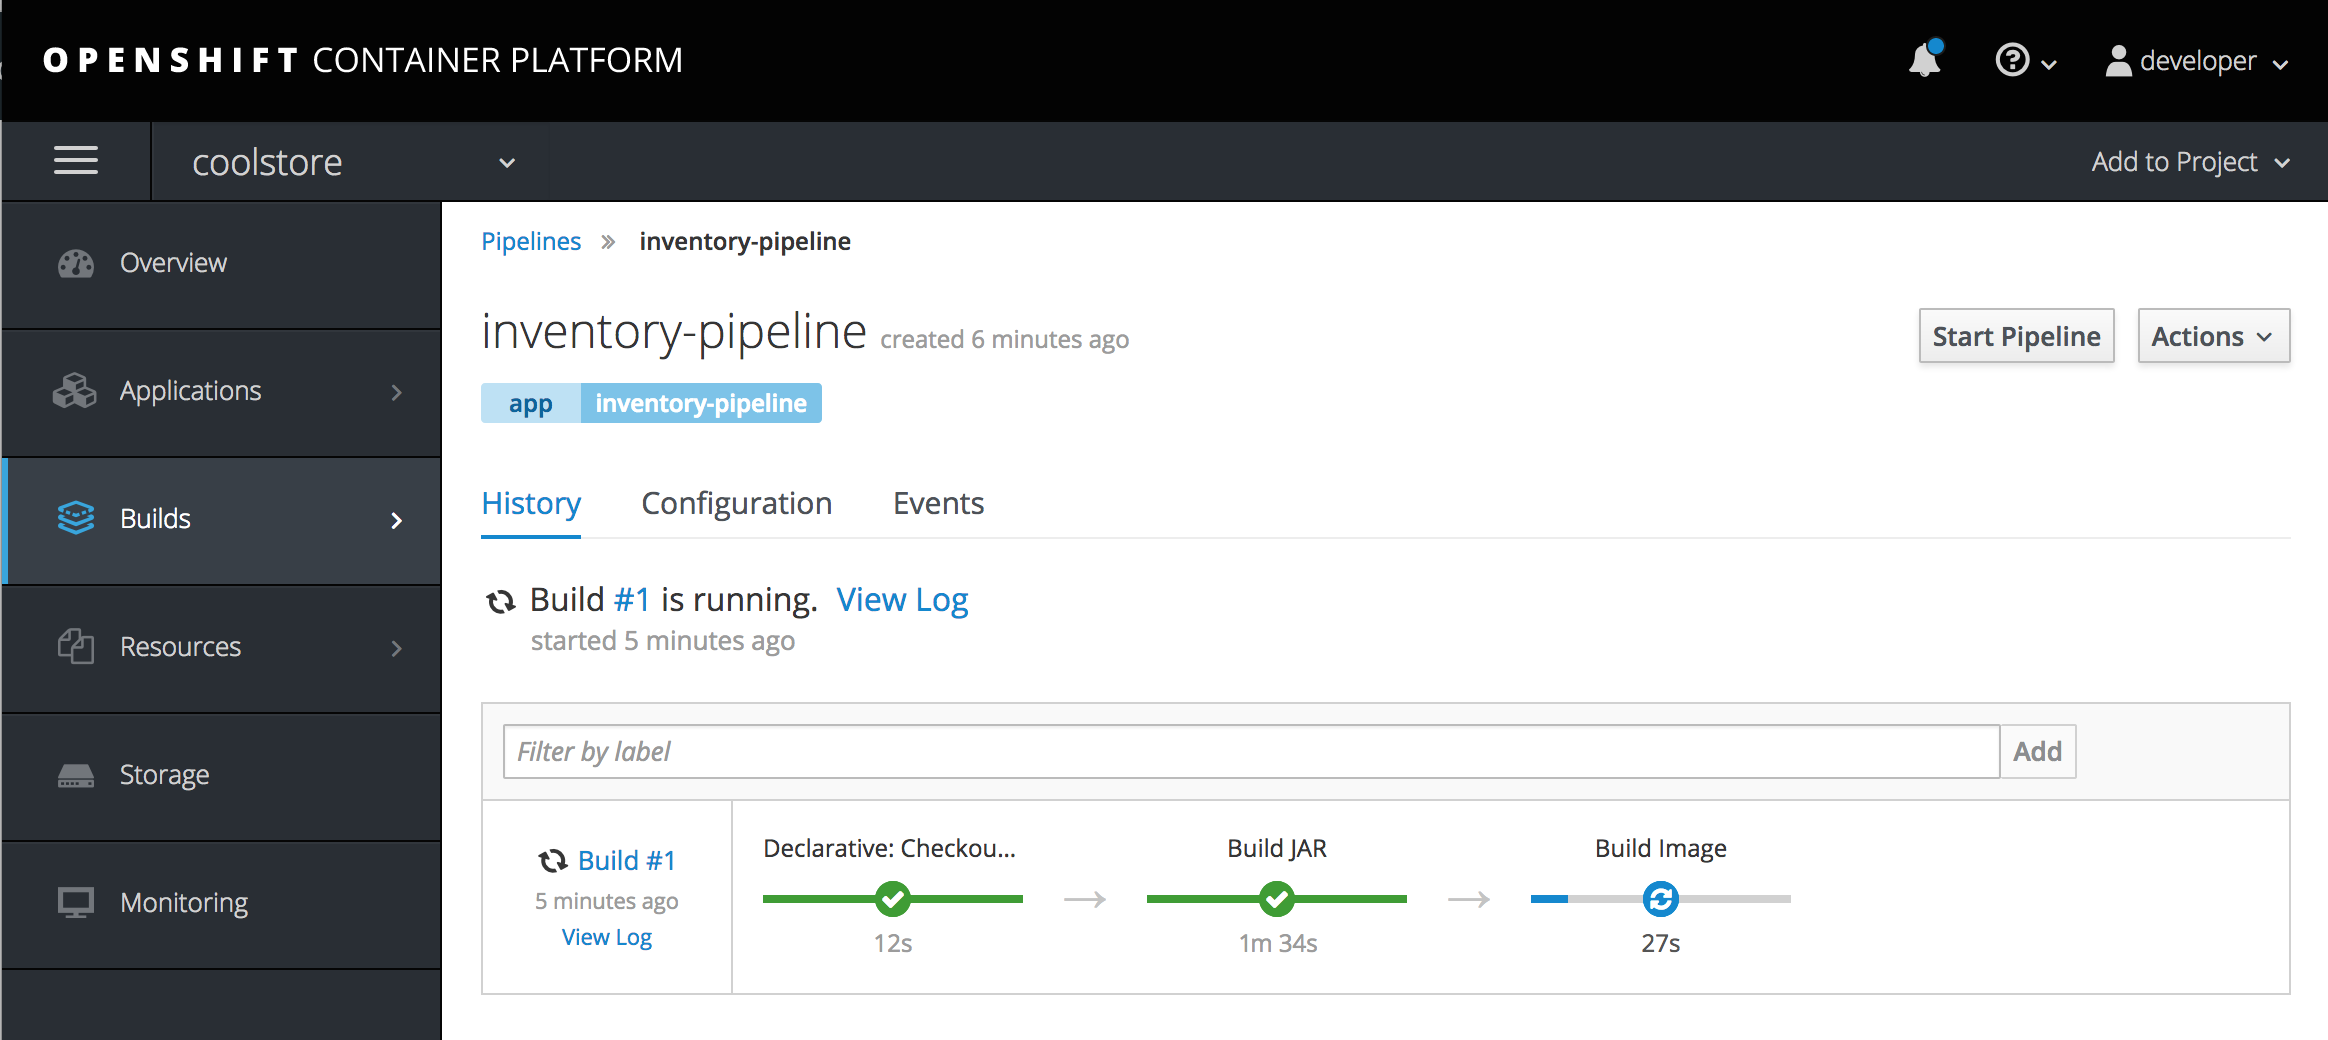 OPENSHIFT CONTAINER PLATFORM
developer
coolstore
Add to Project
Overview
Applications
Builds
Resources
Storage
Monitoring
Pipelines » inventory-pipeline
inventory-pipeline created 6 minutes ago
Start Pipeline
Actions
app inventory-pipeline
History Configuration Events
Build #1 is running. View Log
started 5 minutes ago
Filter by label
Add
Build #1
5 minutes ago
View Log
Declarative: Checkou...
12s
Build JAR
1m 34s
Build Image
27s